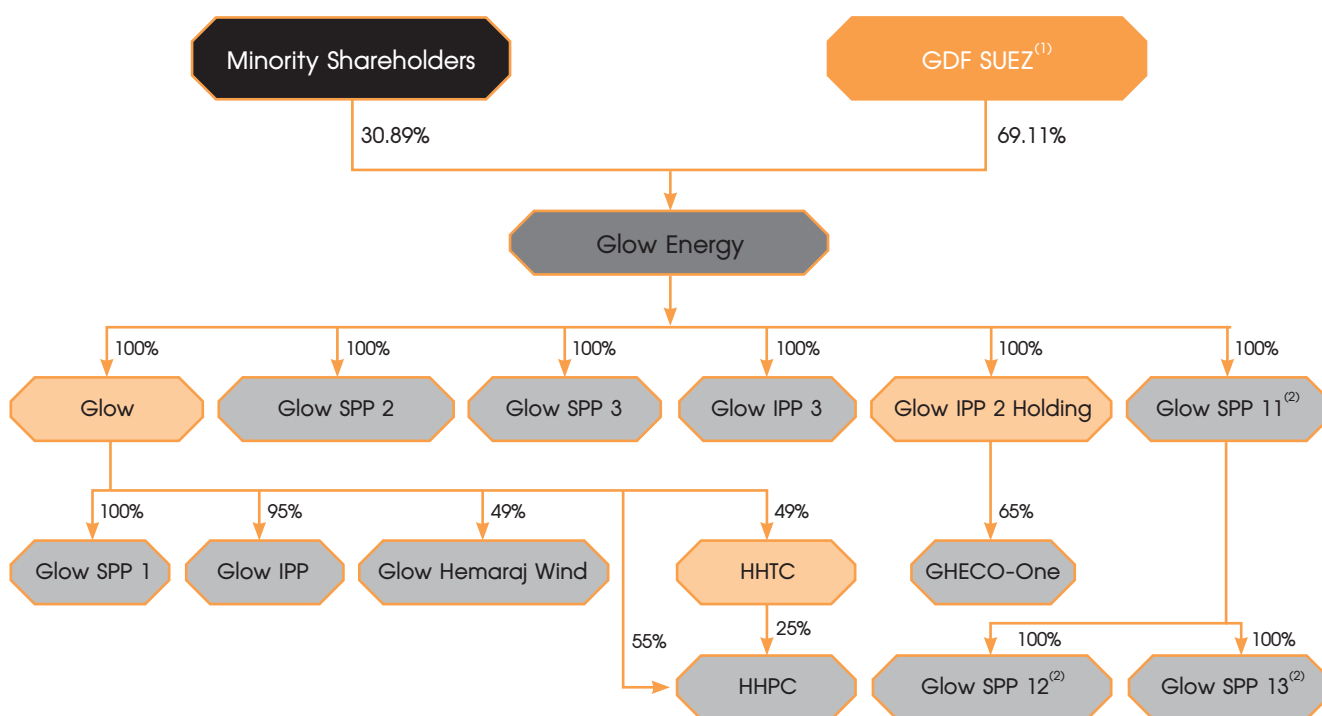 Minority Shareholders
GDF SUEZ(1)
30.89%
69.11%
Glow Energy
100%
100%
100%
100%
100%
100%
Glow
Glow SPP 2
Glow SPP 3
Glow IPP 3
Glow IPP 2 Holding
Glow SPP 11(2)
100%
95%
49%
49%
65%
Glow SPP 1
Glow IPP
Glow Hemaraj Wind
HHTC
GHECO-One
55%
25%
100%
100%
HHPC
Glow SPP 12(2)
Glow SPP 13(2)